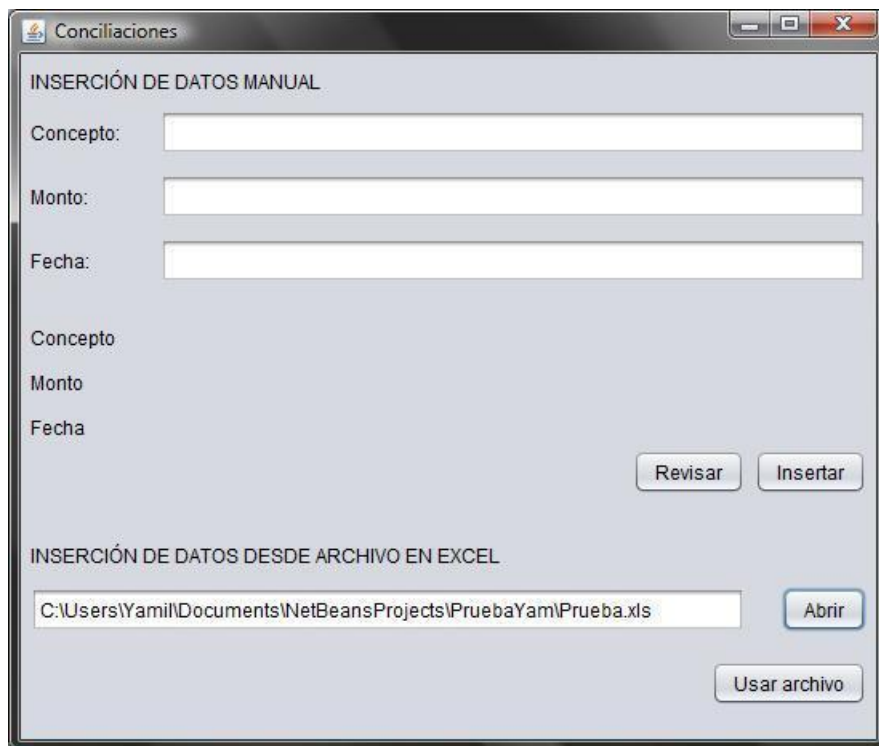 Conciliaciones
INSERCIÓN DE DATOS MANUAL
Concepto:
Monto:
Fecha:
Concepto
Monto
Fecha
Revisar Insertar
INSERCIÓN DE DATOS DESDE ARCHIVO EN EXCEL
C:\Users\Yamil\Documents\NetBeansProjects\PruebaYam\Prueba.xls Abrir
Usar archivo